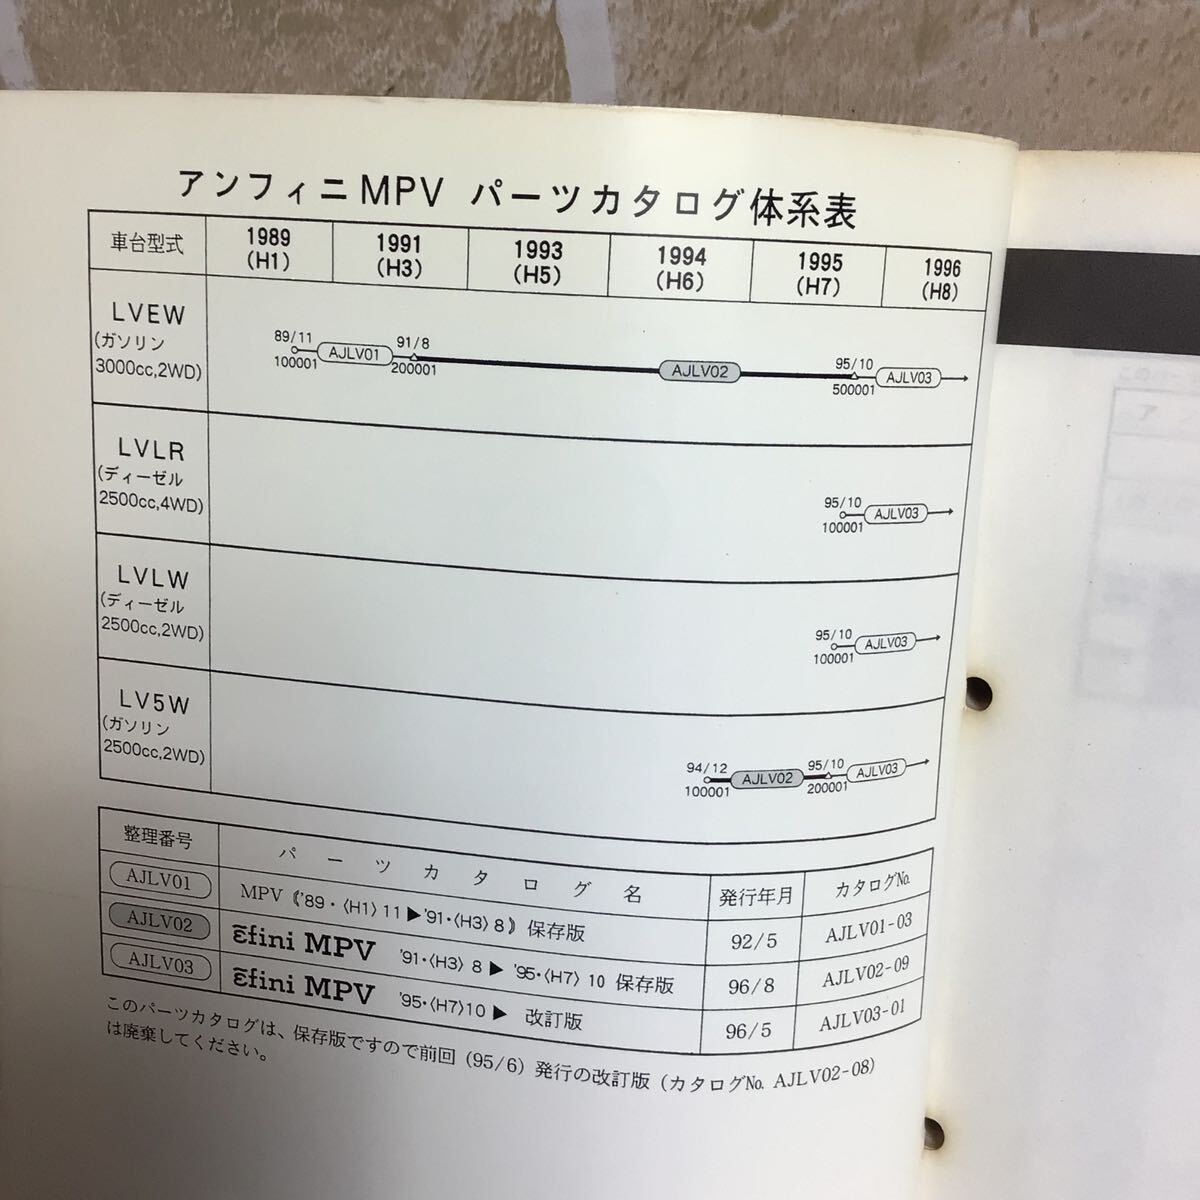 アンフィニMPV パーツカタログ体系表
車台型式 1989 (H1) 1991 (H3) 1993 (H5) 1994 (H6) 1995 (H7) 1996 (H8)
LVEW
(ガソリン
3000cc,2WD)
89/11 100001 AJLV01 91/8 200001 AJLV02 95/10 500001 AJLV03
LVLR
(ディーゼル
2500cc,4WD)
95/10 100001 AJLV03
LVLW
(ディーゼル
2500cc,2WD)
95/10 100001 AJLV03
LV5W
(ガソリン
2500cc,2WD)
94/12 100001 AJLV02 95/10 200001 AJLV03
整理番号 パーツカタログ名 発行年月 カタログ№
AJLV01 MPV《'89・〈H1〉11▶'91・〈H3〉8》保存版 92/5 AJLV01-03
AJLV02 ε̄fini MPV '91・〈H3〉8▶'95・〈H7〉10 保存版 96/8 AJLV02-09
AJLV03 ε̄fini MPV '95・〈H7〉10▶ 改訂版 96/5 AJLV03-01
このパーツカタログは、保存版ですので前回 (95/6) 発行の改訂版 (カタログ№ AJLV02-08)
は廃棄してください。